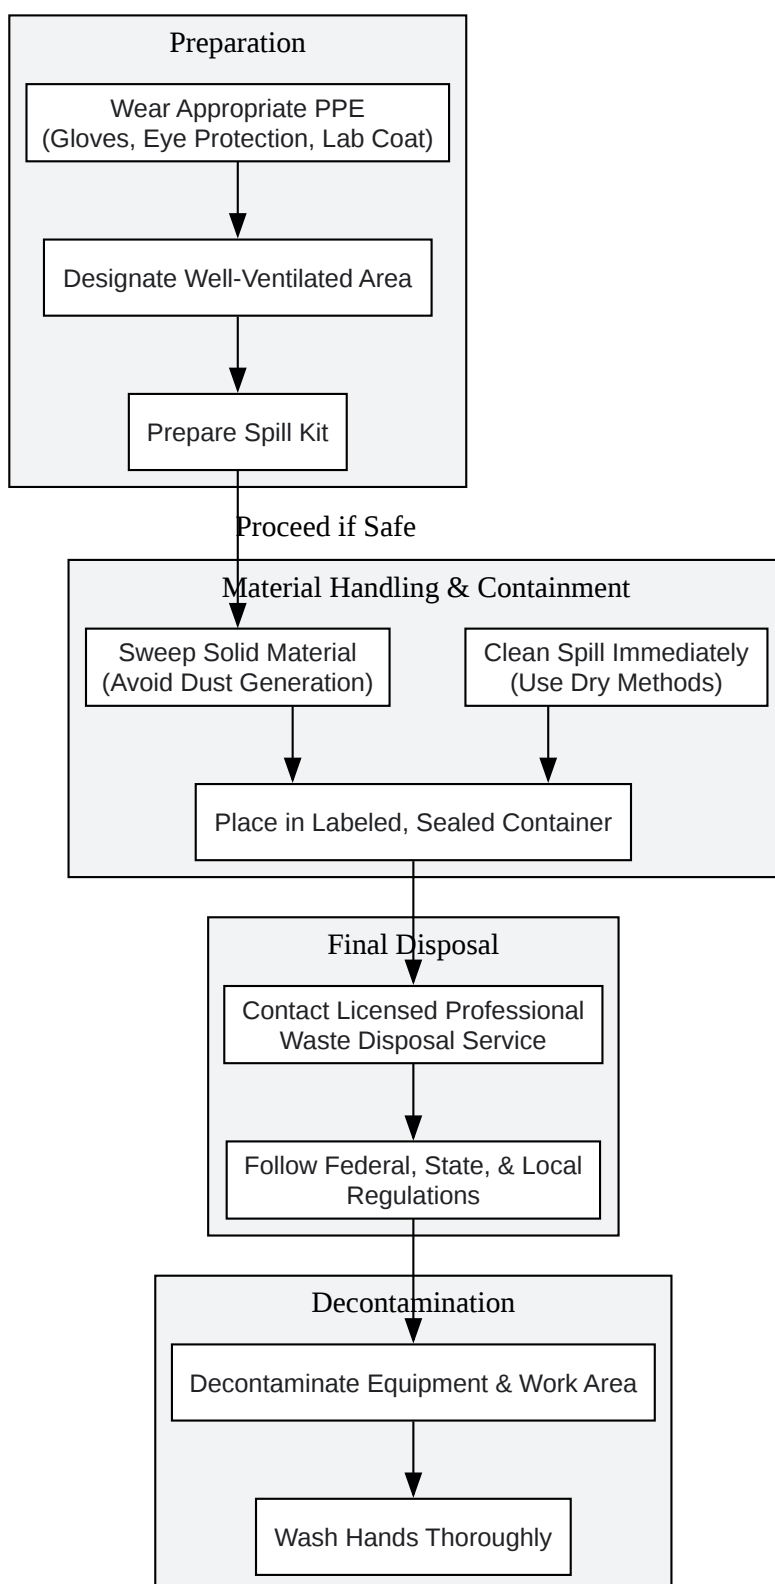 Preparation
Wear Appropriate PPE
(Gloves, Eye Protection, Lab Coat)
Designate Well-Ventilated Area
Prepare Spill Kit
Proceed if Safe
Material Handling & Containment
Sweep Solid Material
(Avoid Dust Generation)
Clean Spill Immediately
(Use Dry Methods)
Place in Labeled, Sealed Container
Final Disposal
Contact Licensed Professional
Waste Disposal Service
Follow Federal, State, & Local
Regulations
Decontamination
Decontaminate Equipment & Work Area
Wash Hands Thoroughly